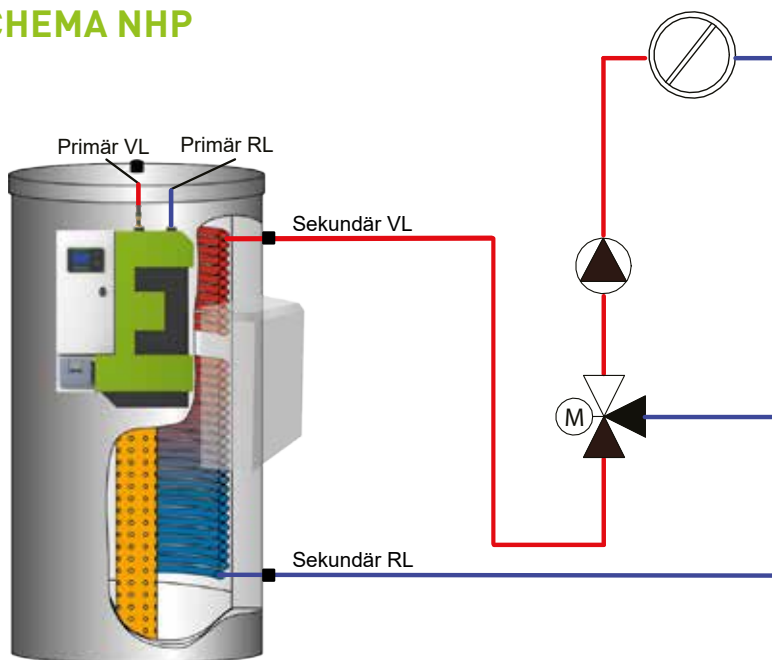 CHEMA NHP
Primär VL
Primär RL
Sekundär VL
M
Sekundär RL